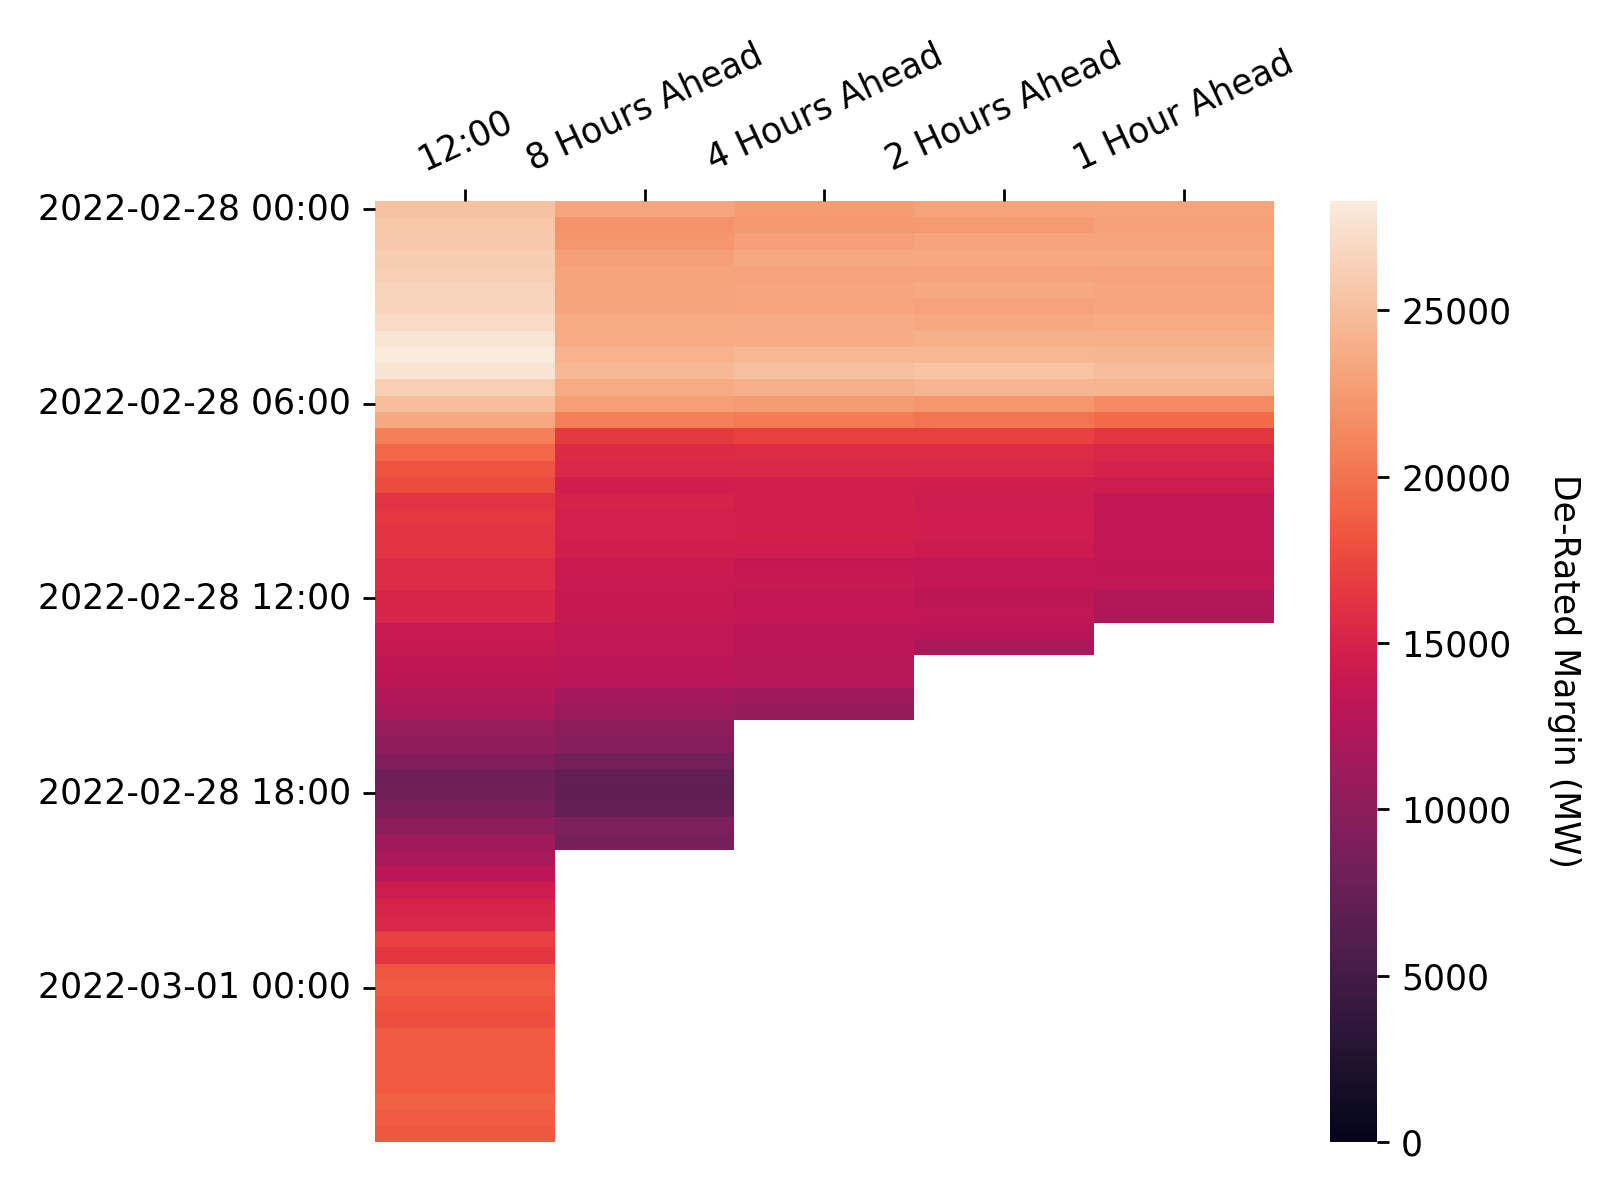 12:00
8 Hours Ahead
4 Hours Ahead
2 Hours Ahead
1 Hour Ahead
2022-02-28 00:00
2022-02-28 06:00
2022-02-28 12:00
2022-02-28 18:00
2022-03-01 00:00
25000
20000
15000
10000
5000
0
De-Rated Margin (MW)